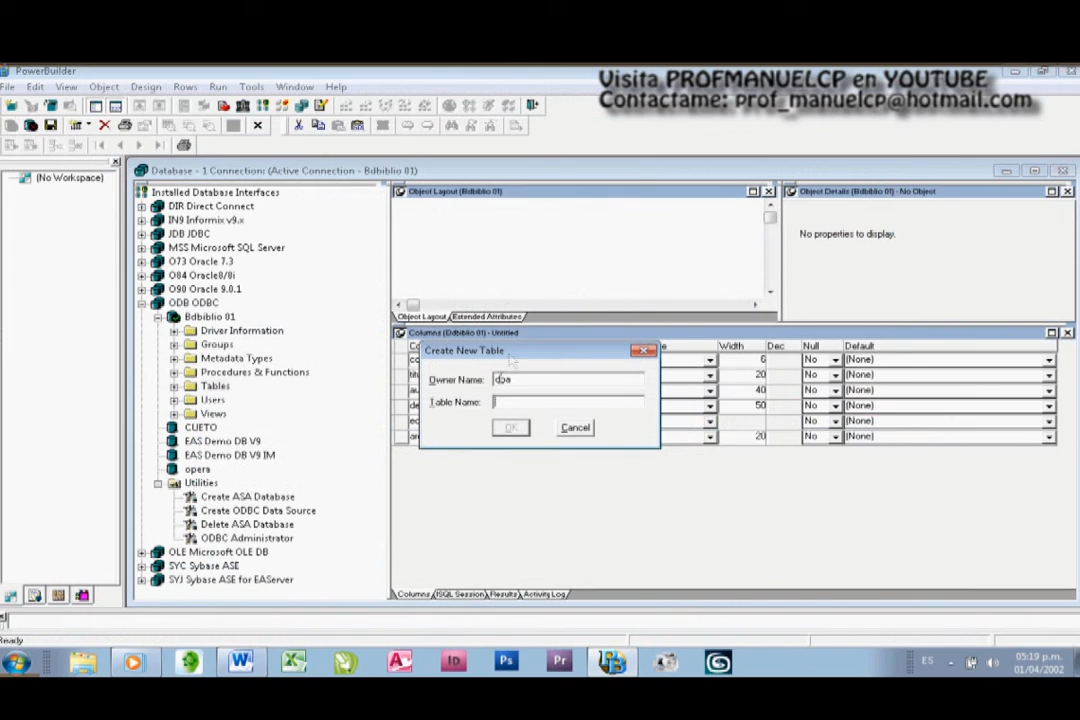 Visita PROFMANUELCP en YOUTUBE
Contactame: prof_manuelcp@hotmail.com
PowerBuilder
File Edit View Object Design Rows Run Tools Window Help
(No Workspace)
Database - 1 Connection: (Active Connection - Bdbiblio 01)
Installed Database Interfaces
DIR Direct Connect
IN9 Informix v9.x
JDB JDBC
MSS Microsoft SQL Server
O73 Oracle 7.3
O84 Oracle8/8i
O90 Oracle 9.0.1
ODB ODBC
Bdbiblio 01
Driver Information
Groups
Metadata Types
Procedures & Functions
Tables
Users
Views
CUETO
EAS Demo DB V9
EAS Demo DB V9 IM
opera
Utilities
Create ASA Database
Create ODBC Data Source
Delete ASA Database
ODBC Administrator
OLE Microsoft OLE DB
SYC Sybase ASE
SYJ Sybase ASE for EAServer
Object Layout (Bdbiblio 01)
Object Layout Extended Attributes
Object Details (Bdbiblio 01) - No Object
No properties to display.
Columns (Bdbiblio 01) - Untitled
Width Dec Null Default
6 No (None)
20 No (None)
No (None)
50 No (None)
No (None)
20 No (None)
Create New Table
Owner Name: dba
Table Name:
OK Cancel
Columns ISQL Session Results Activity Log
Ready
ES
05:19 p.m.
01/04/2002